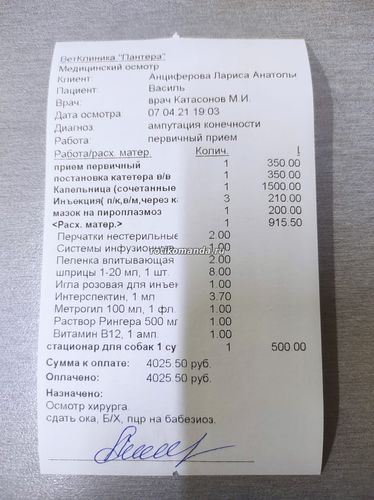 ВетКлиника "Пантера"
Медицинский осмотр
Клиент: Анциферова Лариса Анатоль
Пациент: Василь
Врач: врач Катасонов М.И.
Дата осмотра: 07.04.21 19:03
Диагноз: ампутация конечности
Работа: первичный прием
Работа/расх. матер. Колич.
прием первичный 1 350.00
постановка катетера в/в 1 350.00
Капельница (сочетанные 1 1500.00
Инъекция( п/к,в/м,через ка 3 210.00
мазок на пироплазмоз 1 200.00
<Расх. матер.> 1 915.50
Перчатки нестерильные 2.00
Системы инфузионные 1.00
rotikomanda.ru
Пеленка впитывающая 2.00
шприцы 1-20 мл, 1 шт. 8.00
Игла розовая для инъек 1.00
Интерспектин, 1 мл 3.70
Метрогил 100 мл, 1 фл. 1.00
Раствор Рингера 500 мл 1.00
Витамин В12, 1 амп. 1.00
стационар для собак 1 су 1 500.00
Сумма к оплате: 4025 50 руб.
Оплачено: 4025 50 руб.
Назначено:
Осмотр хирурга.
сдать ока, Б/Х, пцр на бабезиоз.